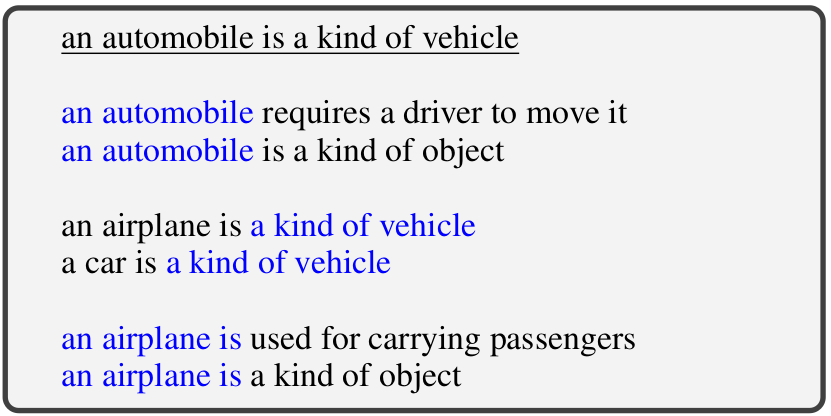 an automobile is a kind of vehicle
an automobile requires a driver to move it
an automobile is a kind of object
an airplane is a kind of vehicle
a car is a kind of vehicle
an airplane is used for carrying passengers
an airplane is a kind of object